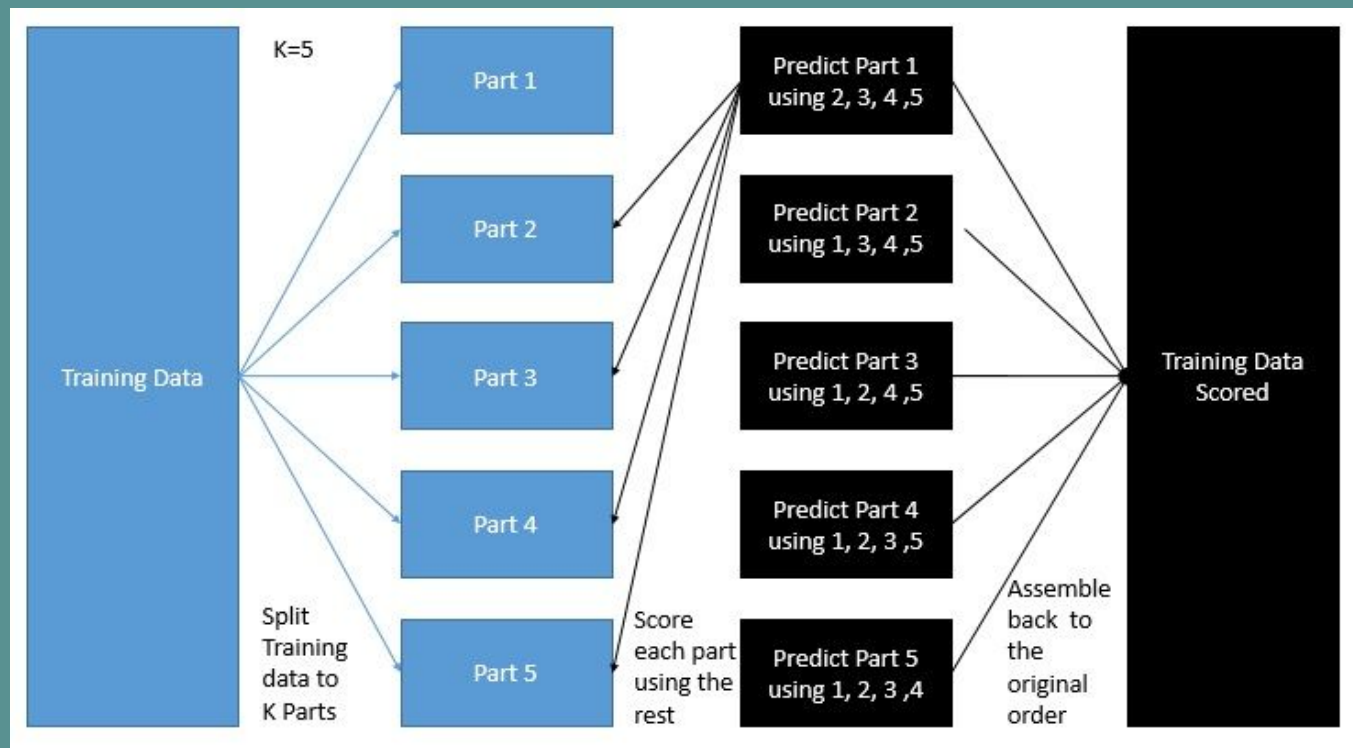 K=5
Training Data
Split
Training
data to
K Parts
Part 1
Part 2
Part 3
Part 4
Part 5
Score
each part
using the
rest
Predict Part 1
using 2, 3, 4 ,5
Predict Part 2
using 1, 3, 4 ,5
Predict Part 3
using 1, 2, 4 ,5
Predict Part 4
using 1, 2, 3 ,5
Predict Part 5
using 1, 2, 3 ,4
Assemble
back to
the
original
order
Training Data
Scored